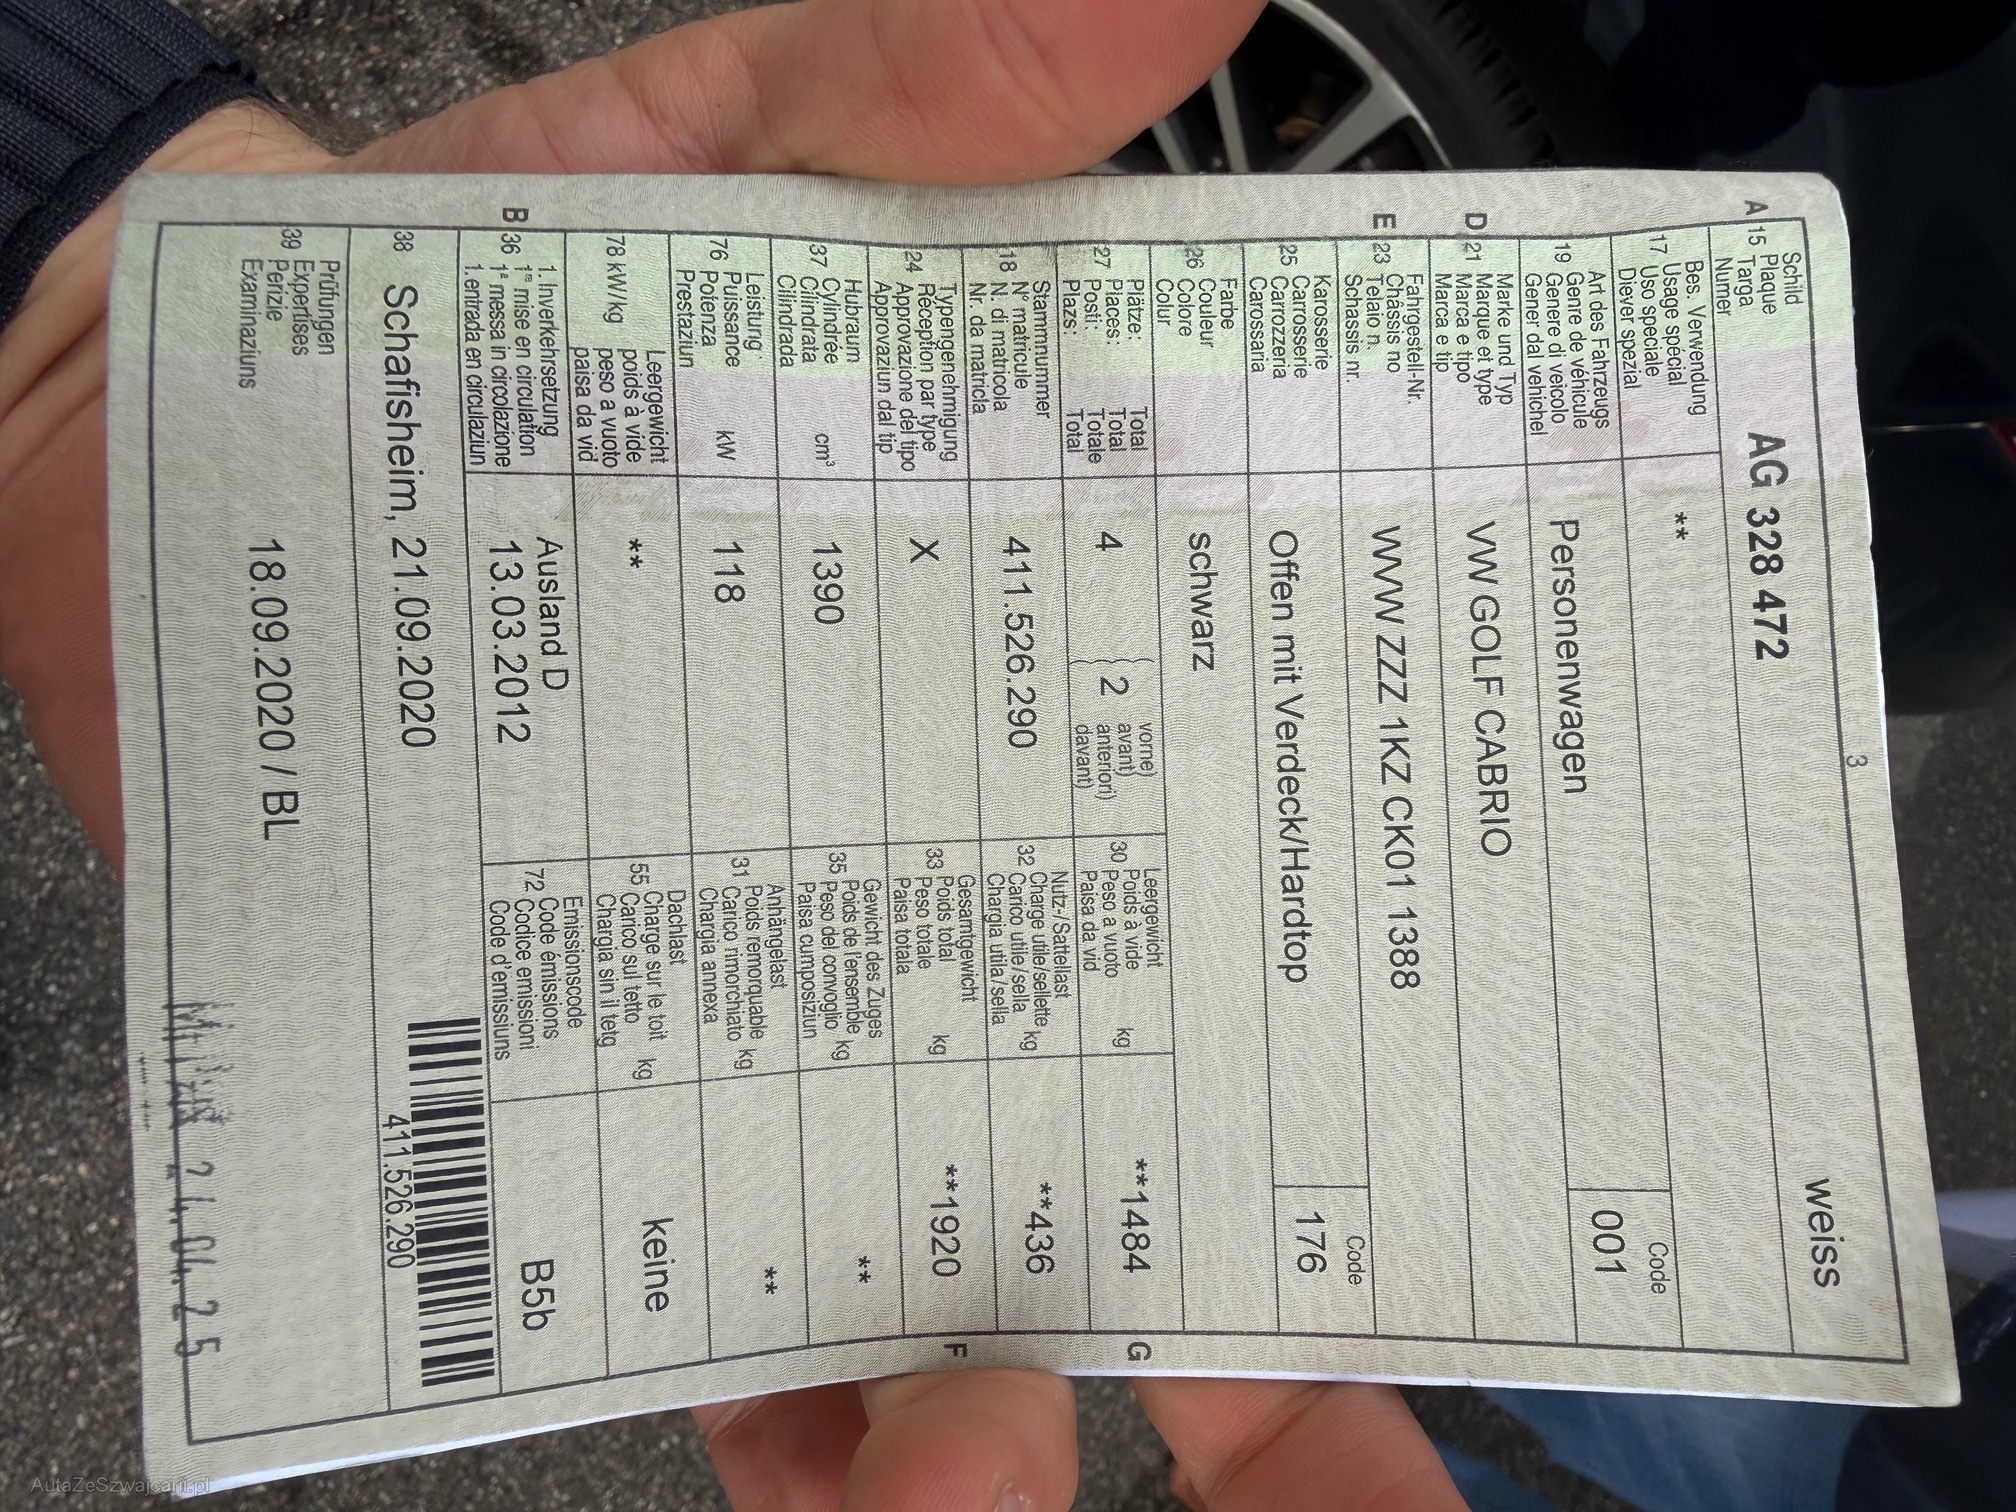 3
Schild
A 15 Plaque
Targa
Numer
AG 328 472
weiss
Bes. Verwendung
17 Usage spécial
Uso speciale
Diever spezial
**
Art des Fahrzeugs
19 Genre de véhicule
Genere di veicolo
Gener dal vehichel
Personenwagen
Code
001
Marke und Typ
D 21 Marque et type
Marca e tipo
Marca e tip
VW GOLF CABRIO
Fahrgestell-Nr.
E 23 Châssis no
Telaio n.
Schassis nr.
WVW ZZZ 1KZ CK01 1388
Karosserie
25 Carrosserie
Carrozzeria
Carossaria
Offen mit Verdeck/Hardtop
Code
176
Farbe
26 Couleur
Colore
Colur
schwarz
Plätze: Total
27 Places: Total
Posti: Totale
Plazs: Total
4
( 2
vorne)
avant)
anteriori)
davant)
Leergewicht
30 Poids à vide kg
Peso a vuoto
Paisa da vid
**1484
G
Stammnummer
18 N° matricule
N. di matricola
Nr. da matricla
411.526.290
Nutz-/Sattellast
32 Charge utile/sellette kg
Carico utile/sella
Chargia utila/sella
**436
Typengenehmigung
24 Réception par type
Approvazione del tipo
Approvaziun dal tip
X
Gesamtgewicht
33 Poids total kg
Peso totale
Paisa totala
**1920
F
Hubraum
37 Cylindrée cm³
Cilindrata
Cilindrada
1390
Gewicht des Zuges
35 Poids de l'ensemble kg
Peso del convoglio
Paisa cumposiziun
**
Leistung
76 Puissance kW
Potenza
Prestaziun
118
Anhängelast
31 Poids remorquable kg
Carico rimorchiato
Chargia annexa
**
Leergewicht
78 kW/kg poids à vide
peso a vuoto
paisa da vid
**
Dachlast
55 Charge sur le toit kg
Carico sul tetto
Chargia sin il tetg
keine
1. Inverkehrsetzung
B 36 1re mise en circulation
1a messa in circolazione
1.entrada en circulaziun
Ausland D
13.03.2012
Emissionscode
72 Code émissions
Codice emissioni
Code d'emissiuns
B5b
38 Schafisheim, 21.09.2020
411.526.290
Prüfungen
39 Expertises
Perizie
Examinaziuns
18.09.2020 / BL
24.04.25
AutaZeSzwajcarii.pl